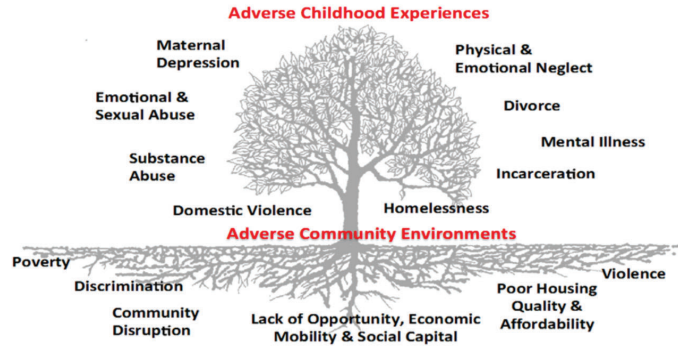 Adverse Childhood Experiences
Maternal
Depression
Physical &
Emotional Neglect
Emotional &
Sexual Abuse
Divorce
Mental Illness
Substance
Abuse
Incarceration
Domestic Violence
Homelessness
Adverse Community Environments
Poverty
Violence
Discrimination
Poor Housing
Quality &
Affordability
Community
Disruption
Lack of Opportunity, Economic
Mobility & Social Capital